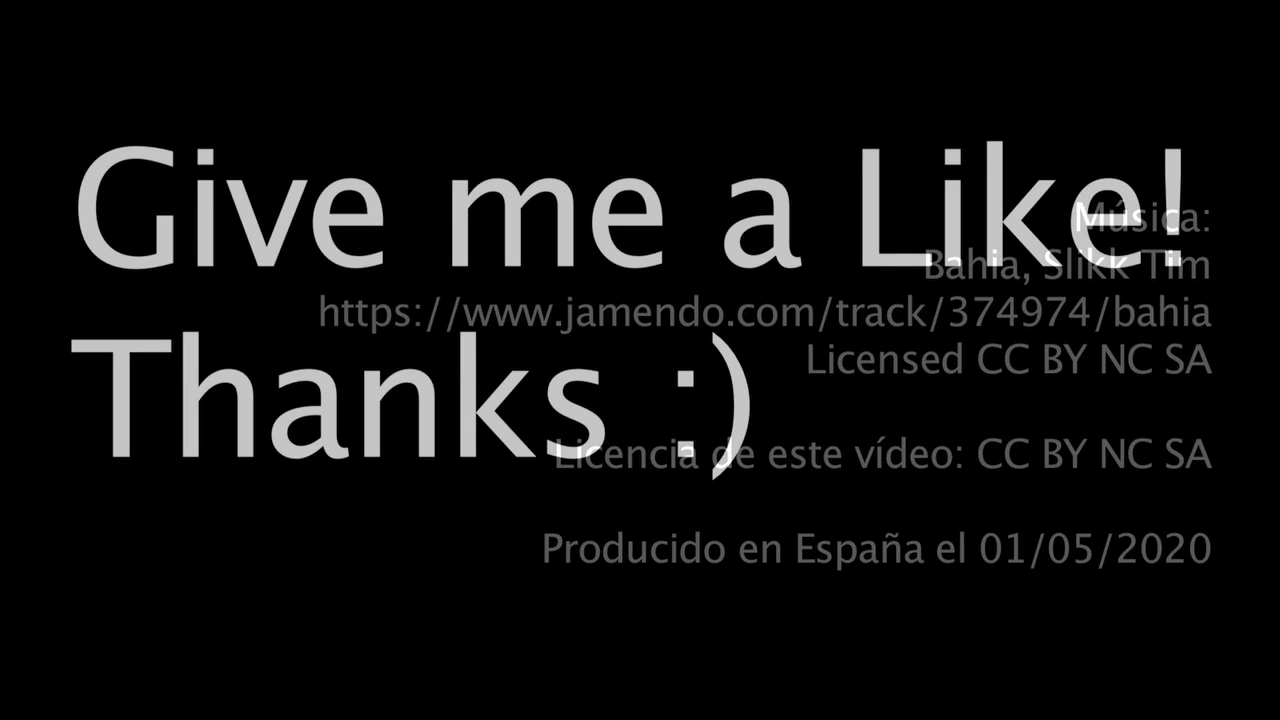 Give me a Like!
Thanks :)
Música:
Bahia, Slikk Tim
https://www.jamendo.com/track/374974/bahia
Licensed CC BY NC SA
Licencia de este vídeo: CC BY NC SA
Producido en España el 01/05/2020